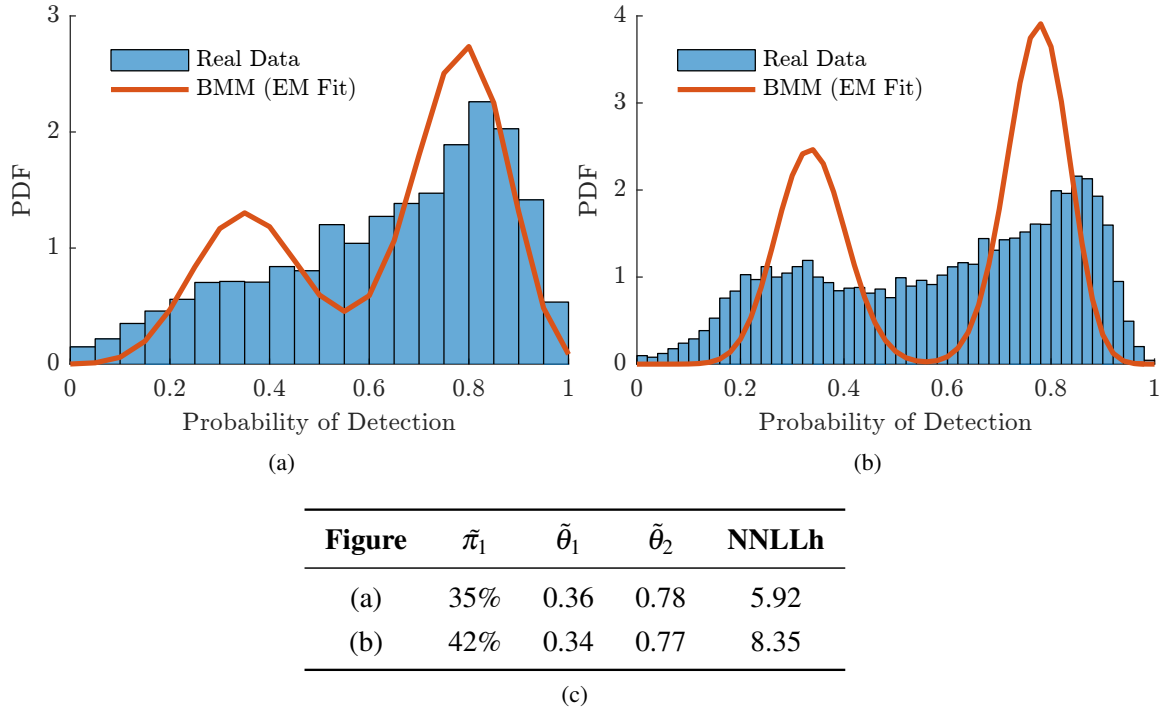 3
2
1
0
PDF
Real Data
BMM (EM Fit)
0 0.2 0.4 0.6 0.8 1
Probability of Detection
(a)
4
3
2
1
0
PDF
Real Data
BMM (EM Fit)
0 0.2 0.4 0.6 0.8 1
Probability of Detection
(b)
Figure π̃₁ θ̃₁ θ̃₂ NNLLh
(a) 35% 0.36 0.78 5.92
(b) 42% 0.34 0.77 8.35
(c)